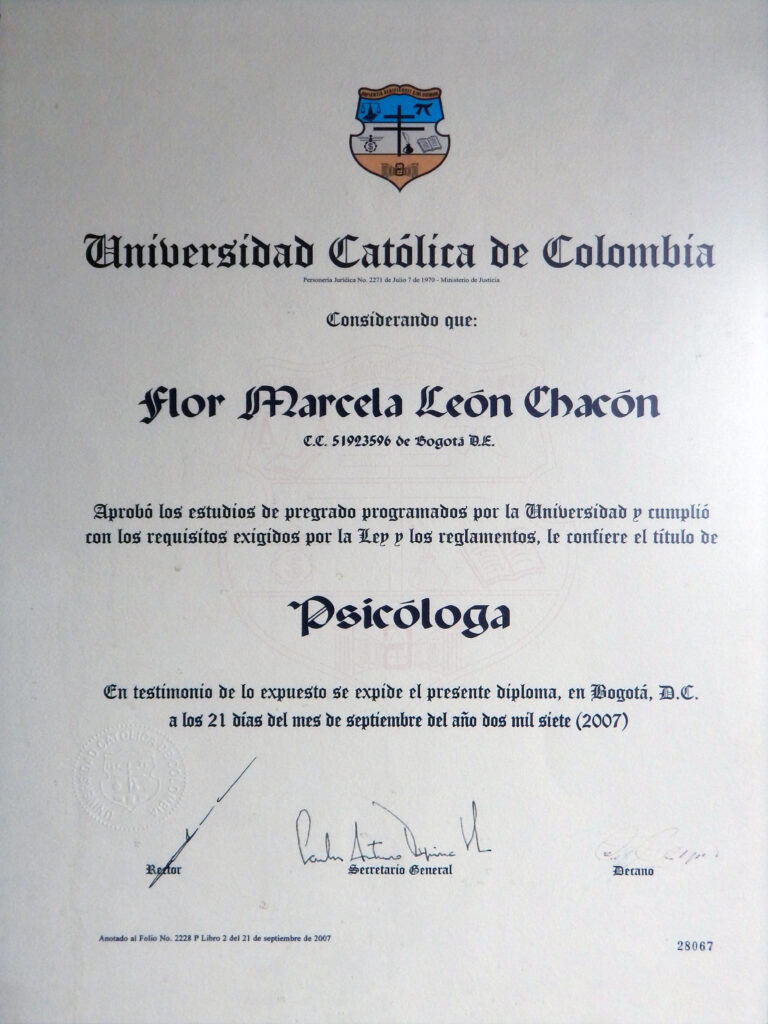 Universidad Católica de Colombia
Personería Jurídica No. 2271 de Julio 7 de 1970 - Ministerio de Justicia
Considerando que:
Flor Marcela León Chacón
C.C. 51923596 de Bogotá D.E.
Aprobó los estudios de pregrado programados por la Universidad y cumplió
con los requisitos exigidos por la Ley y los reglamentos, le confiere el título de
Psicóloga
En testimonio de lo expuesto se expide el presente diploma, en Bogotá, D.C.
a los 21 días del mes de septiembre del año dos mil siete (2007)
UNIVERSIDAD CATOLICA DE COLOMBIA
Rector
Secretario General
Decano
Anotado al Folio No. 2228 P Libro 2 del 21 de septiembre de 2007
28067